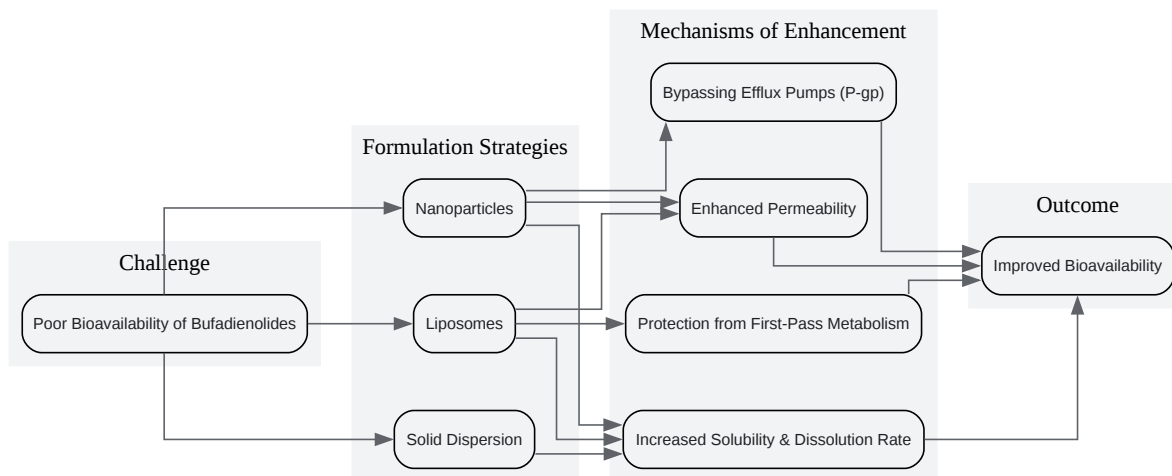 Mechanisms of Enhancement
Bypassing Efflux Pumps (P-gp)
Formulation Strategies
Nanoparticles
Enhanced Permeability
Outcome
Challenge
Improved Bioavailability
Poor Bioavailability of Bufadienolides
Liposomes
Protection from First-Pass Metabolism
Solid Dispersion
Increased Solubility & Dissolution Rate